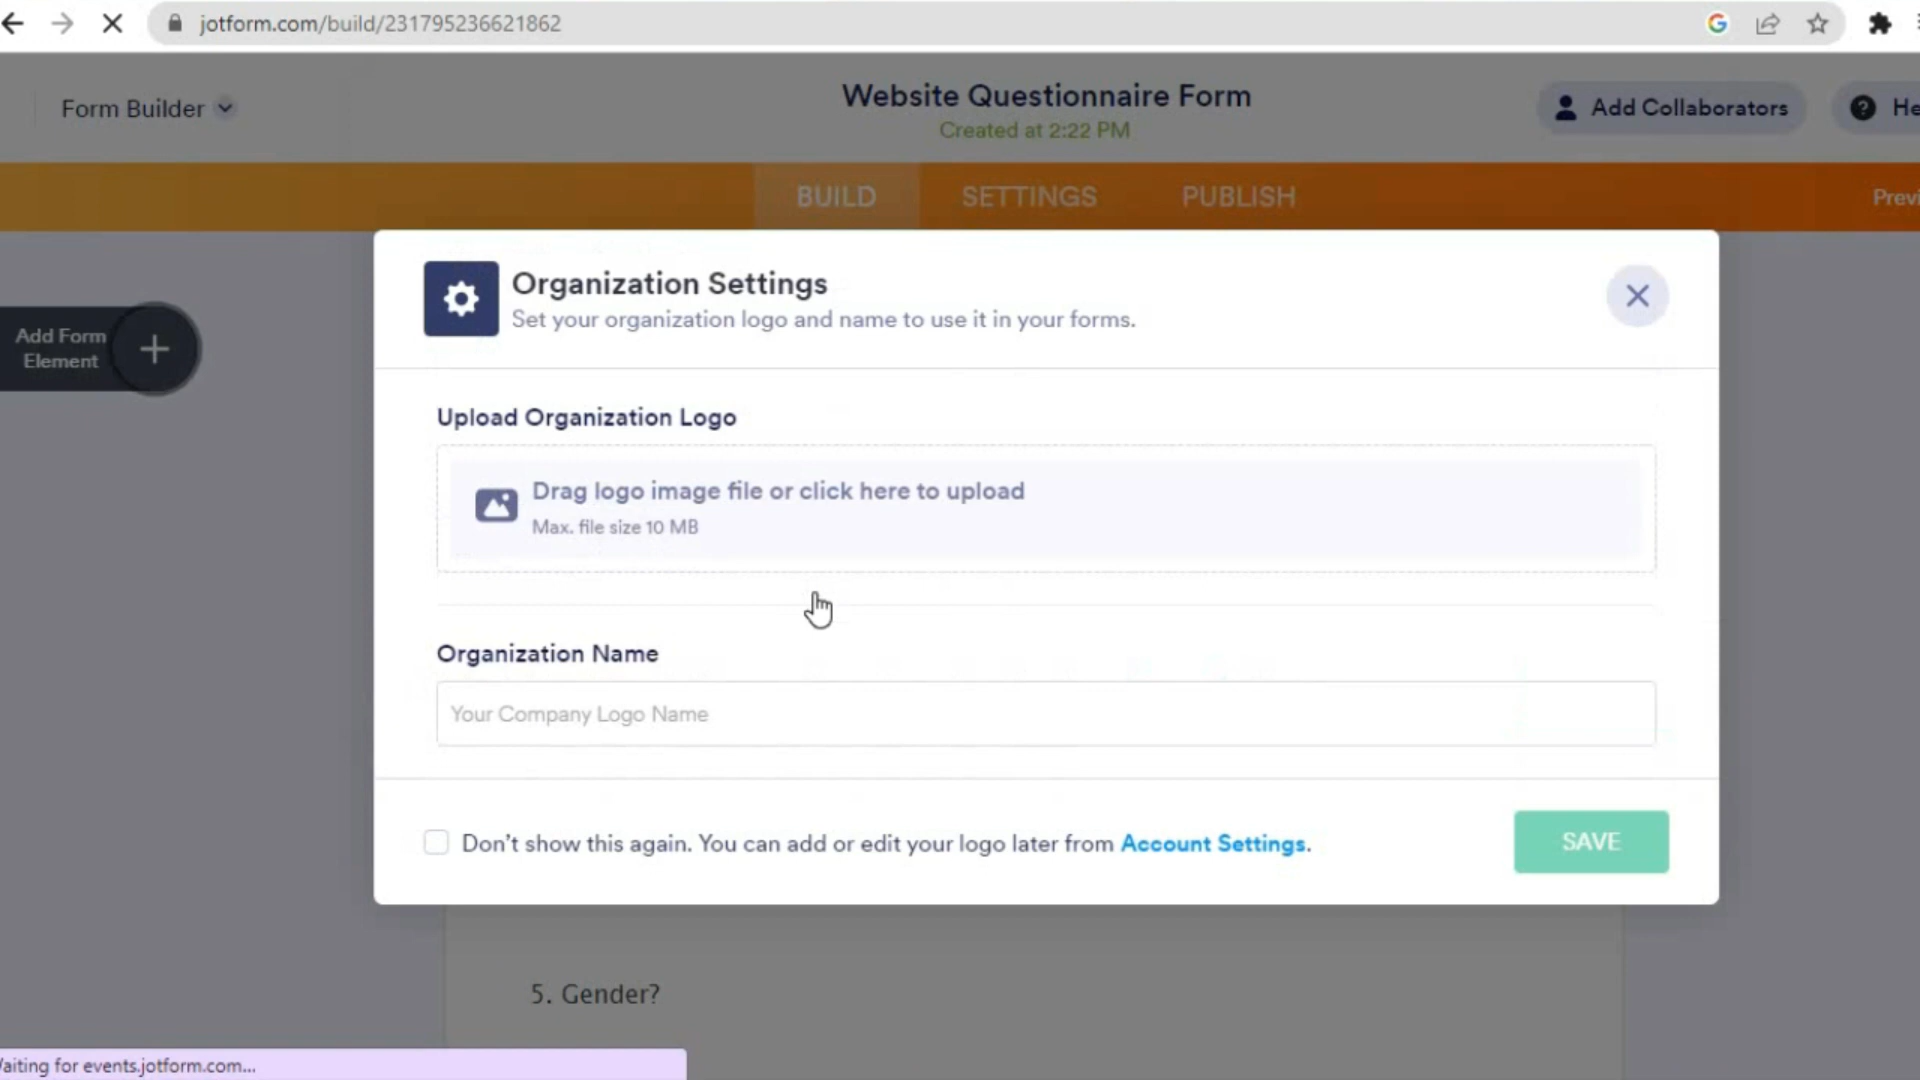 jotform.com/build/231795236621862
Form Builder
Website Questionnaire Form
Created at 2:22 PM
Add Collaborators
BUILD
SETTINGS
PUBLISH
Add Form
Element
Organization Settings
Set your organization logo and name to use it in your forms.
Upload Organization Logo
Drag logo image file or click here to upload
Max. file size 10 MB
Organization Name
Your Company Logo Name
Don't show this again. You can add or edit your logo later from Account Settings.
SAVE
5. Gender?
for events.jotform.com...